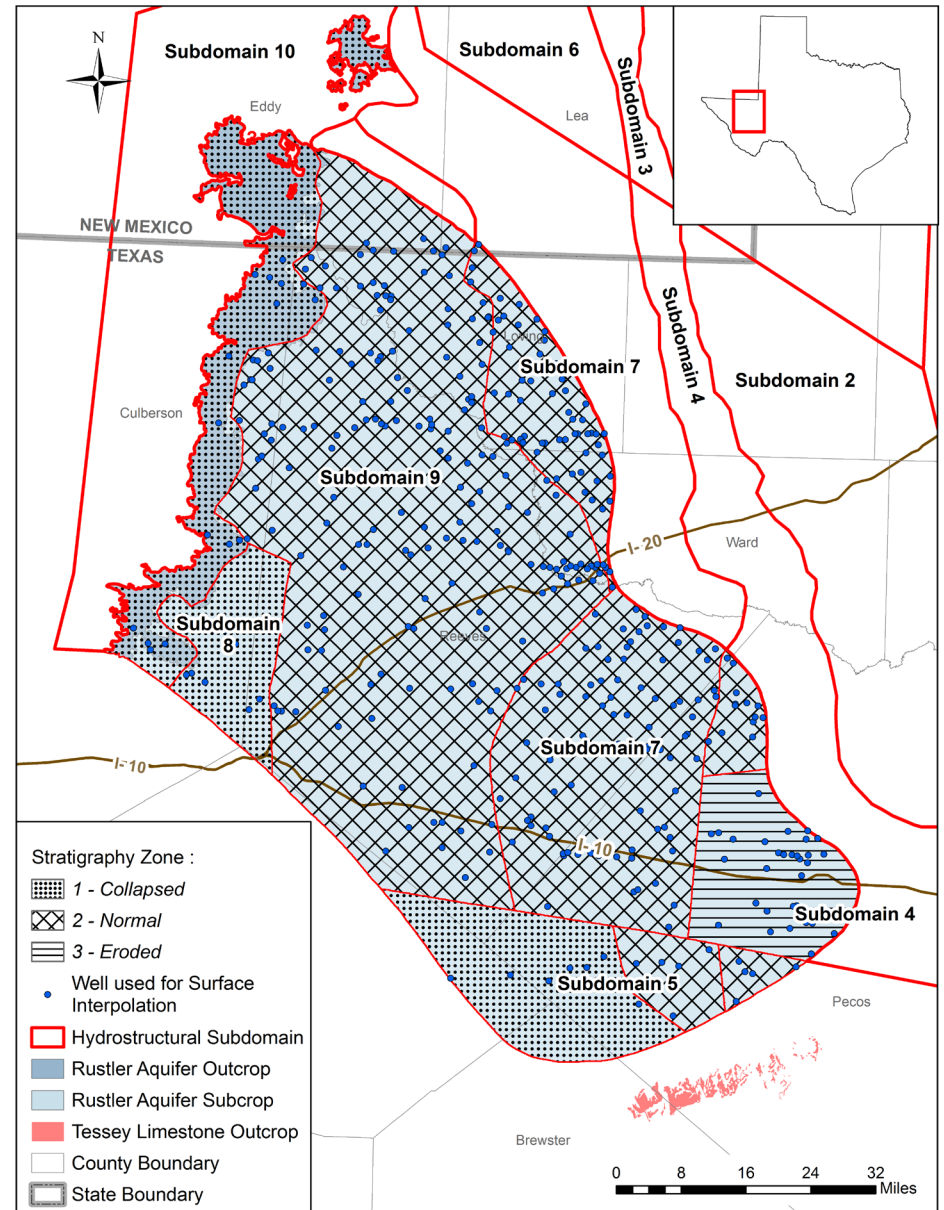 Subdomain 10
Subdomain 6
N
Eddy
Lea
Subdomain 3
NEW MEXICO
TEXAS
Loving
Subdomain 7
Subdomain 4
Subdomain 2
Culberson
Subdomain 9
I-20
Ward
Subdomain
8
Reeves
Subdomain 7
I-10
I-10
Subdomain 4
Subdomain 5
Pecos
Brewster
Stratigraphy Zone :
1 - Collapsed
2 - Normal
3 - Eroded
Well used for Surface
Interpolation
Hydrostructural Subdomain
Rustler Aquifer Outcrop
Rustler Aquifer Subcrop
Tessey Limestone Outcrop
County Boundary
State Boundary
0 8 16 24 32
Miles